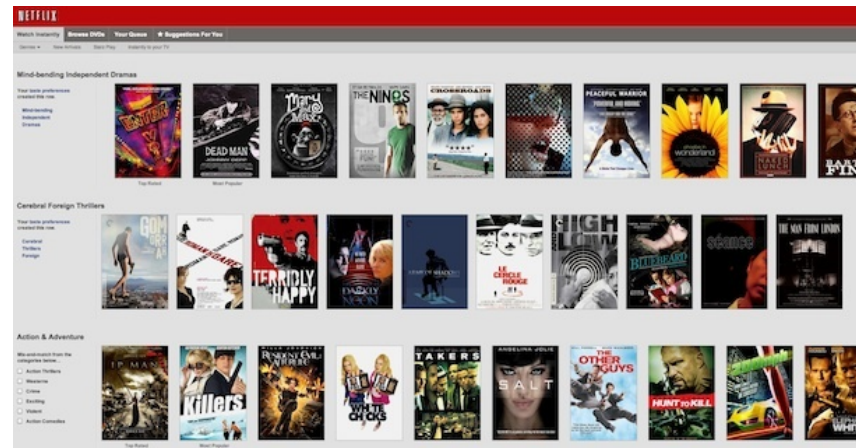 NETFLIX
Watch Instantly Browse DVDs Your Queue ★ Suggestions For You
Genres New Arrivals Starz Play Instantly to your TV
Mind-bending Independent Dramas
Your taste preferences
created this row.
Mind-bending
Independent
Dramas
ENTER
DEAD MAN
JOHNNY DEPP
Mary and Max
THE NINES
CROSSROADS
PEACEFUL WARRIOR
wonderland
NAKED LUNCH
Top Rated
Most Popular
Cerebral Foreign Thrillers
Your taste preferences
created this row.
Cerebral
Thrillers
Foreign
TERRIBLY HAPPY
DARKLY NOON
LE CERCLE ROUGE
HIGH LOW
BLUEBEARD
séance
THE MAN FROM LONDON
Action & Adventure
Mix-and-match from the
categories below...
Action Thrillers
Westerns
Crime
Exciting
Violent
Action Comedies
IP MAN
Killers
RESIDENT EVIL: AFTERLIFE
WHITE CHICKS
TAKERS
ANGELINA JOLIE
SALT
THE OTHER GUYS
HUNT TO KILL
Top Rated
Most Popular